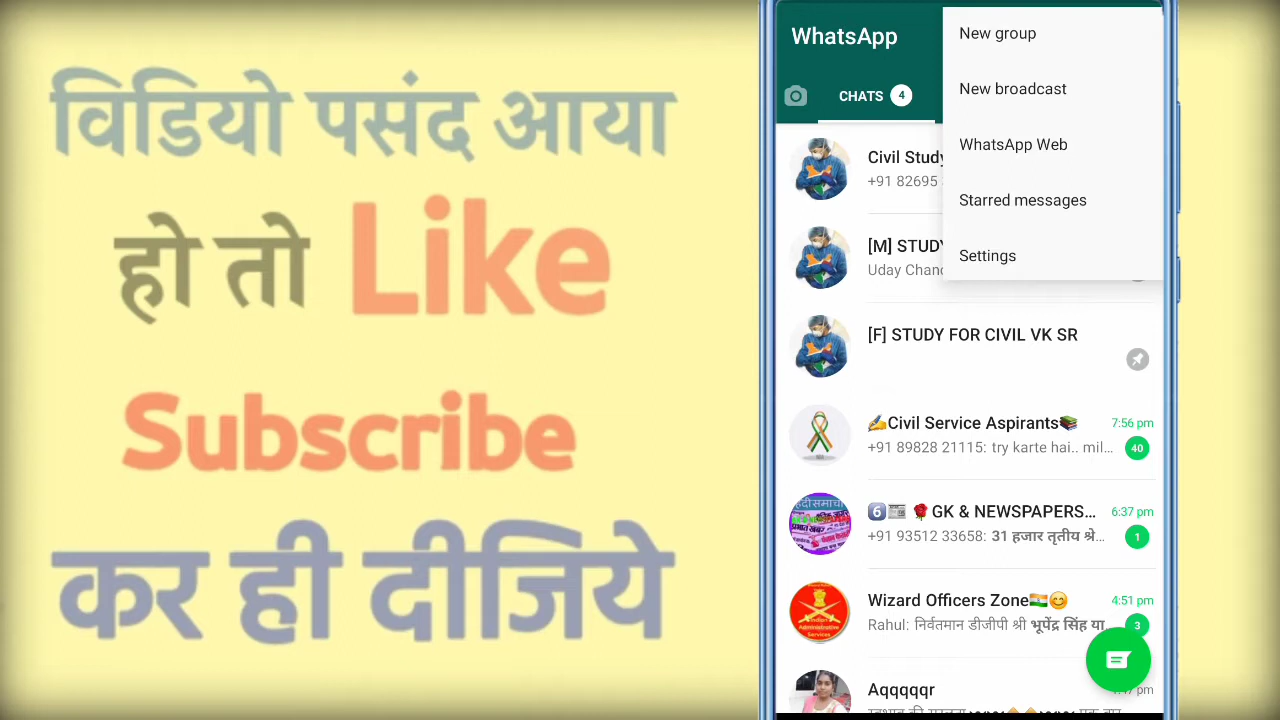 विडियो पसंद आया
हो तो Like
Subscribe
कर ही दीजिये
WhatsApp
CHATS 4
New group
New broadcast
WhatsApp Web
Starred messages
Settings
Civil Study
+91 82695
[M] STUDY
Uday Chand
[F] STUDY FOR CIVIL VK SR
✍️Civil Service Aspirants📚 7:56 pm
+91 89828 21115: try karte hai.. mil... 40
6️⃣📰 🌹GK & NEWSPAPERS... 6:37 pm
+91 93512 33658: 31 हजार तृतीय श्रे... 1
Wizard Officers Zone🇮🇳😊 4:51 pm
Rahul: निर्वतमान डीजीपी श्री भूपेंद्र सिंह या 3
Aqqqqqr